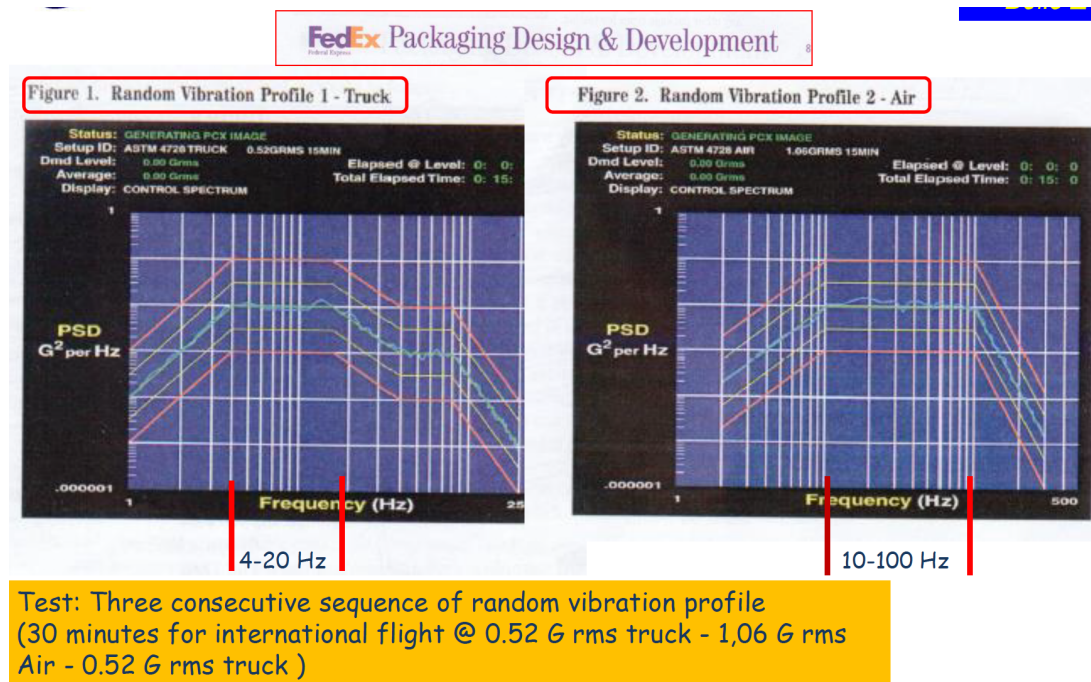 FedEx Packaging Design & Development 8
Federal Express
Figure 1. Random Vibration Profile 1 - Truck
Status: GENERATING PCX IMAGE
Setup ID: ASTM 4728 TRUCK 0.52GRMS 15MIN
Dmd Level: 0.00 Grms Elapsed @ Level: 0: 0:
Average: 0.00 Grms Total Elapsed Time: 0: 15:
Display: CONTROL SPECTRUM
1
PSD
G² per Hz
.000001
1 Frequency (Hz) 25
4-20 Hz
Figure 2. Random Vibration Profile 2 - Air
Status: GENERATING PCX IMAGE
Setup ID: ASTM 4728 AIR 1.06GRMS 15MIN
Dmd Level: 0.00 Grms Elapsed @ Level: 0: 0: 0
Average: 0.00 Grms Total Elapsed Time: 0: 15: 0
Display: CONTROL SPECTRUM
1
PSD
G² per Hz
.000001
1 Frequency (Hz) 500
10-100 Hz
Test: Three consecutive sequence of random vibration profile
(30 minutes for international flight @ 0.52 G rms truck - 1,06 G rms
Air - 0.52 G rms truck )